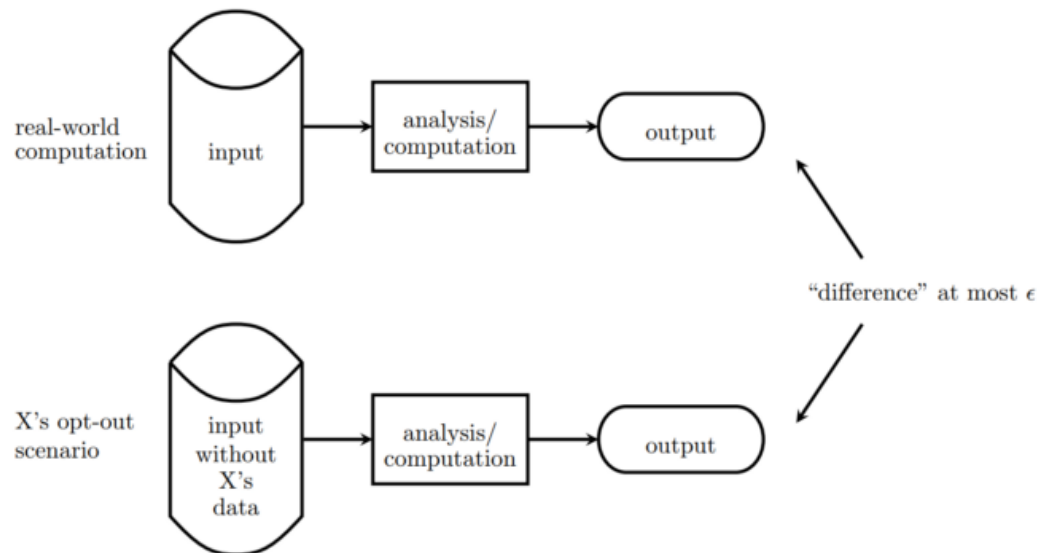 real-world
computation
input
analysis/
computation
output
“difference” at most ϵ
X's opt-out
scenario
input
without
X's
data
analysis/
computation
output